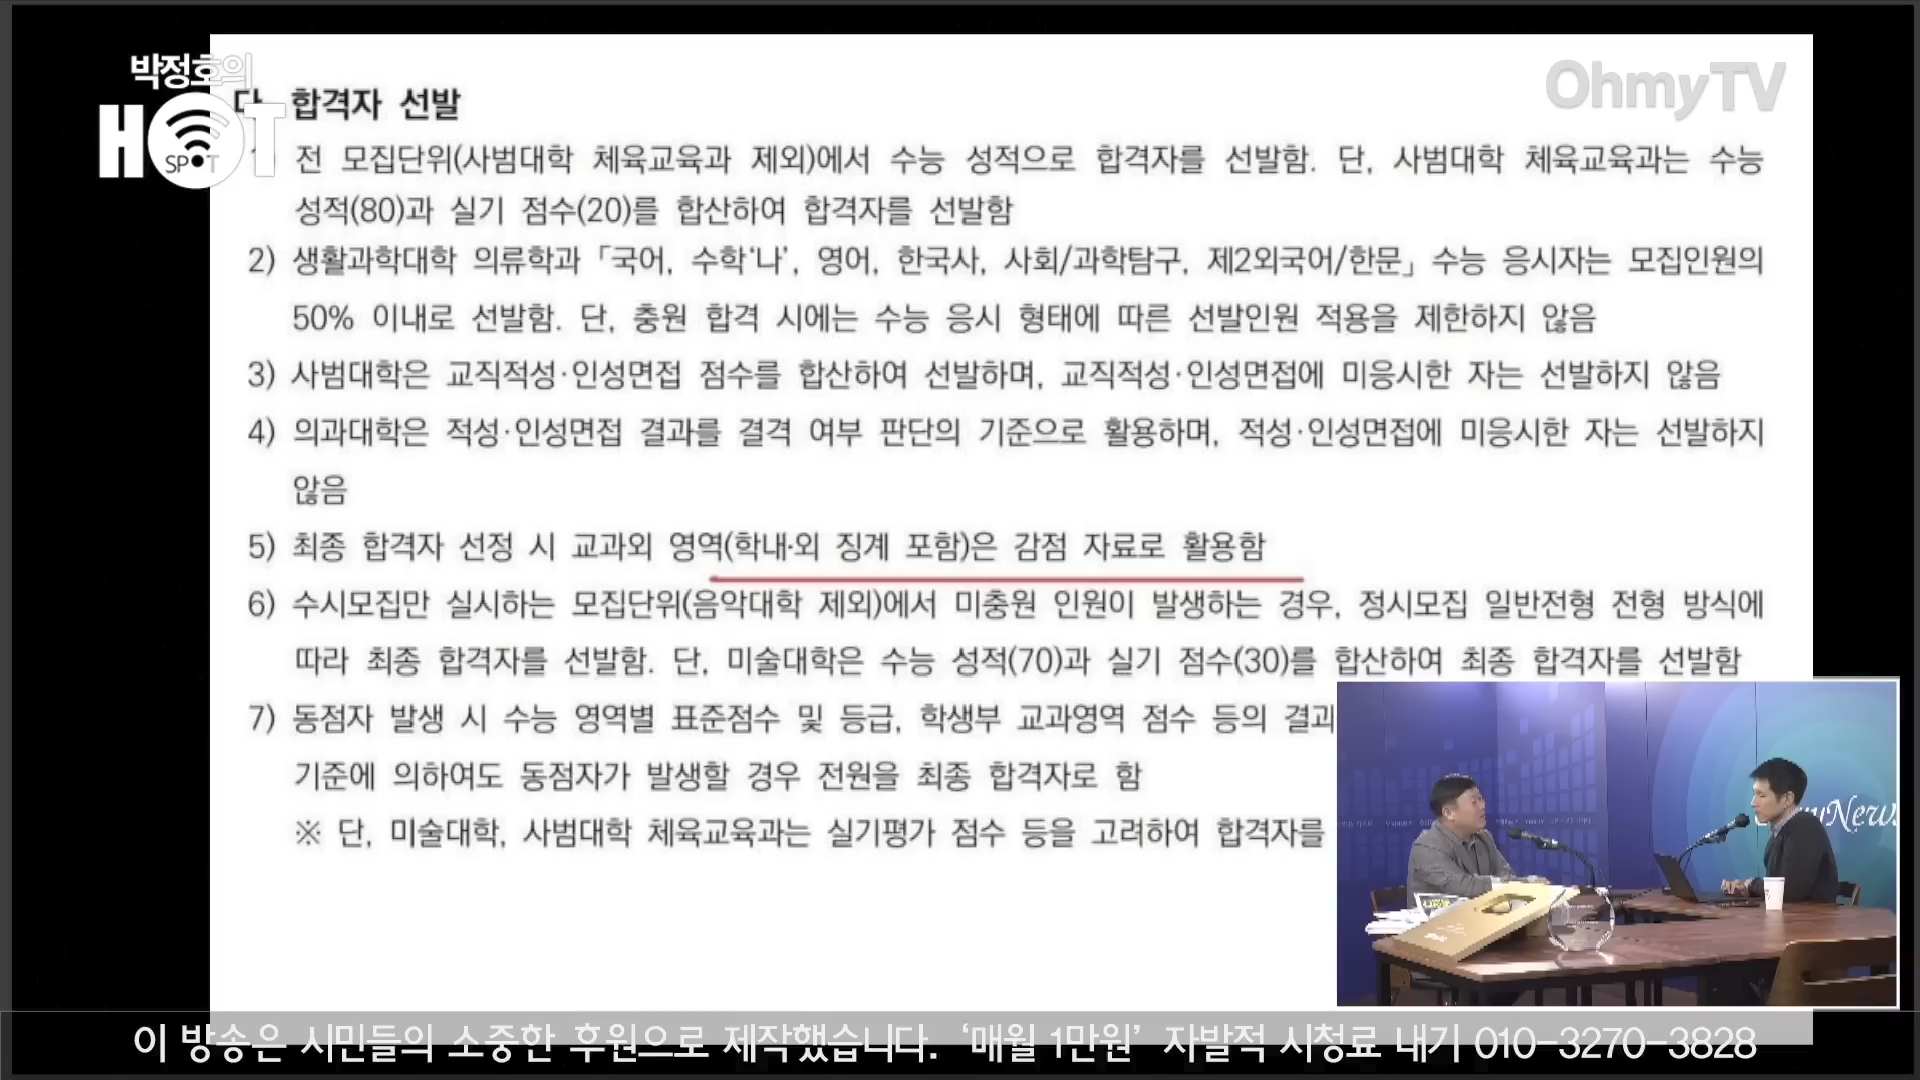 박정호의
HOT
SPOT
OhmyTV
다. 합격자 선발
전 모집단위(사범대학 체육교육과 제외)에서 수능 성적으로 합격자를 선발함. 단, 사범대학 체육교육과는 수능
성적(80)과 실기 점수(20)를 합산하여 합격자를 선발함
2) 생활과학대학 의류학과 「국어, 수학‘나’, 영어, 한국사, 사회/과학탐구, 제2외국어/한문」 수능 응시자는 모집인원의
50% 이내로 선발함. 단, 충원 합격 시에는 수능 응시 형태에 따른 선발인원 적용을 제한하지 않음
3) 사범대학은 교직적성·인성면접 점수를 합산하여 선발하며, 교직적성·인성면접에 미응시한 자는 선발하지 않음
4) 의과대학은 적성·인성면접 결과를 결격 여부 판단의 기준으로 활용하며, 적성·인성면접에 미응시한 자는 선발하지
않음
5) 최종 합격자 선정 시 교과외 영역(학내·외 징계 포함)은 감점 자료로 활용함
6) 수시모집만 실시하는 모집단위(음악대학 제외)에서 미충원 인원이 발생하는 경우, 정시모집 일반전형 전형 방식에
따라 최종 합격자를 선발함. 단, 미술대학은 수능 성적(70)과 실기 점수(30)를 합산하여 최종 합격자를 선발함
7) 동점자 발생 시 수능 영역별 표준점수 및 등급, 학생부 교과영역 점수 등의 결과
기준에 의하여도 동점자가 발생할 경우 전원을 최종 합격자로 함
※ 단, 미술대학, 사범대학 체육교육과는 실기평가 점수 등을 고려하여 합격자를
이 방송은 시민들의 소중한 후원으로 제작했습니다. ‘매월 1만원’ 자발적 시청료 내기 010-3270-3828